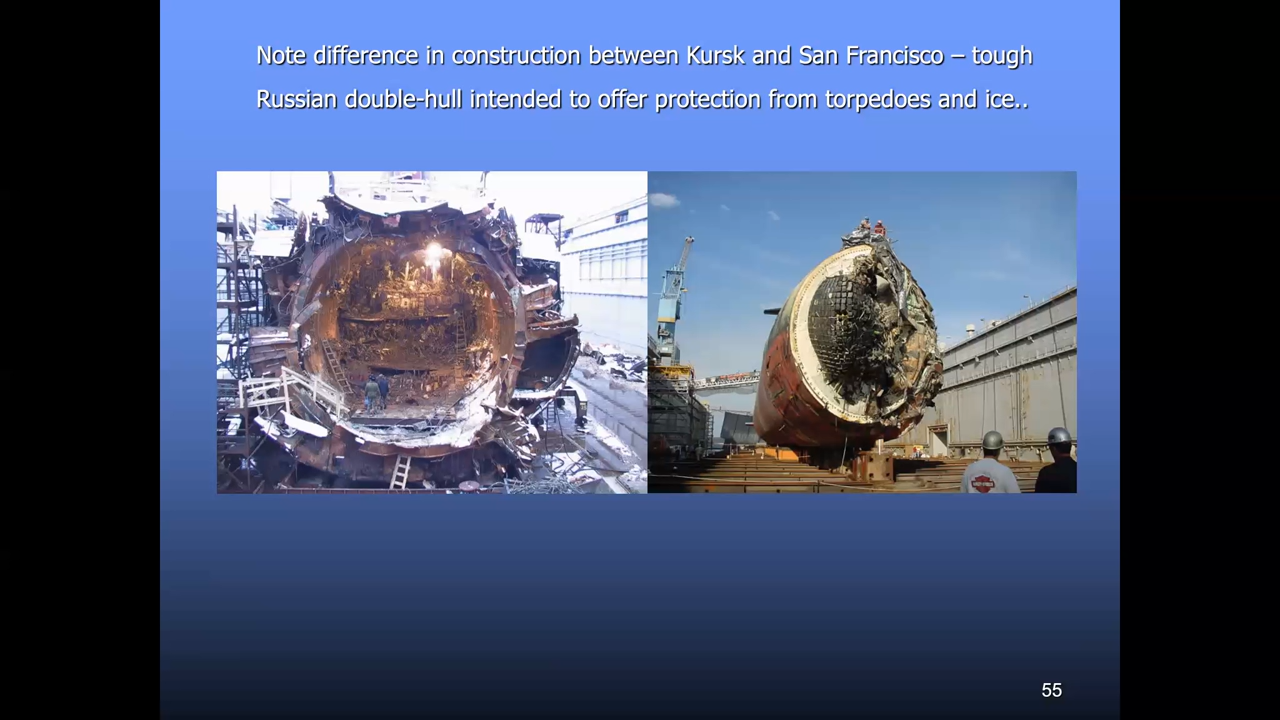 Note difference in construction between Kursk and San Francisco – tough
Russian double-hull intended to offer protection from torpedoes and ice..
55